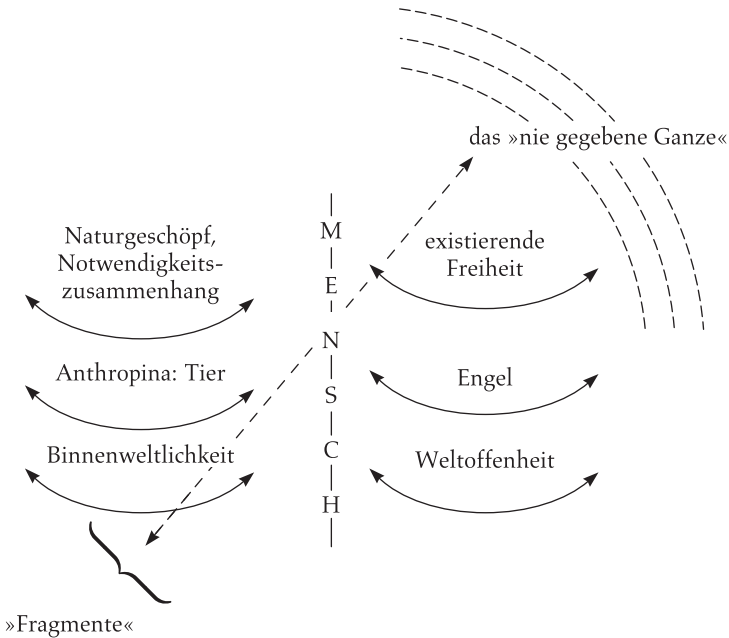 das »nie gegebene Ganze«
Naturgeschöpf,
Notwendigkeits-
zusammenhang
M
E
N
S
C
H
existierende
Freiheit
Anthropina: Tier
Engel
Binnenweltlichkeit
Weltoffenheit
»Fragmente«